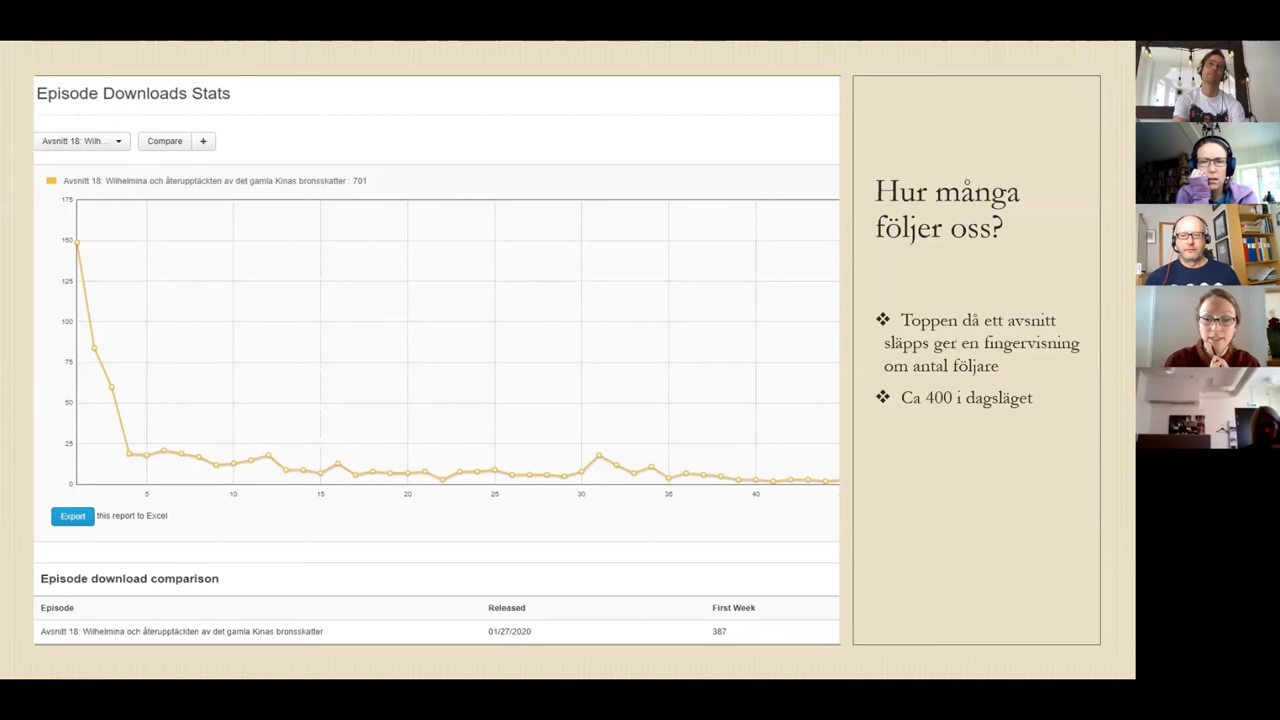 Episode Downloads Stats
Avsnitt 18: Wilh...
Compare
+
Avsnitt 18: Wilhelmina och återupptäckten av det gamla Kinas bronsskatter : 701
175
150
125
100
75
50
25
0
5 10 15 20 25 30 35 40
Export this report to Excel
Episode download comparison
Episode Released First Week
Avsnitt 18: Wilhelmina och återupptäckten av det gamla Kinas bronsskatter 01/27/2020 387
Hur många
följer oss?
❖ Toppen då ett avsnitt
släpps ger en fingervisning
om antal följare
❖ Ca 400 i dagsläget